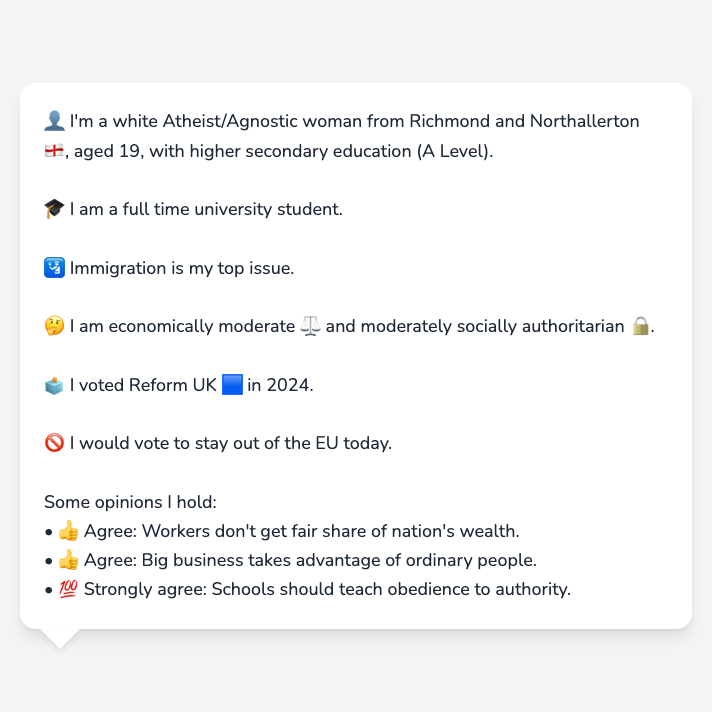 👤 I'm a white Atheist/Agnostic woman from Richmond and Northallerton
🏴󠁧󠁢󠁥󠁮󠁧󠁿, aged 19, with higher secondary education (A Level).
🎓 I am a full time university student.
🛂 Immigration is my top issue.
🤔 I am economically moderate ⚖️ and moderately socially authoritarian 🔒.
🗳️ I voted Reform UK 🟦 in 2024.
🚫 I would vote to stay out of the EU today.
Some opinions I hold:
• 👍 Agree: Workers don't get fair share of nation's wealth.
• 👍 Agree: Big business takes advantage of ordinary people.
• 💯 Strongly agree: Schools should teach obedience to authority.